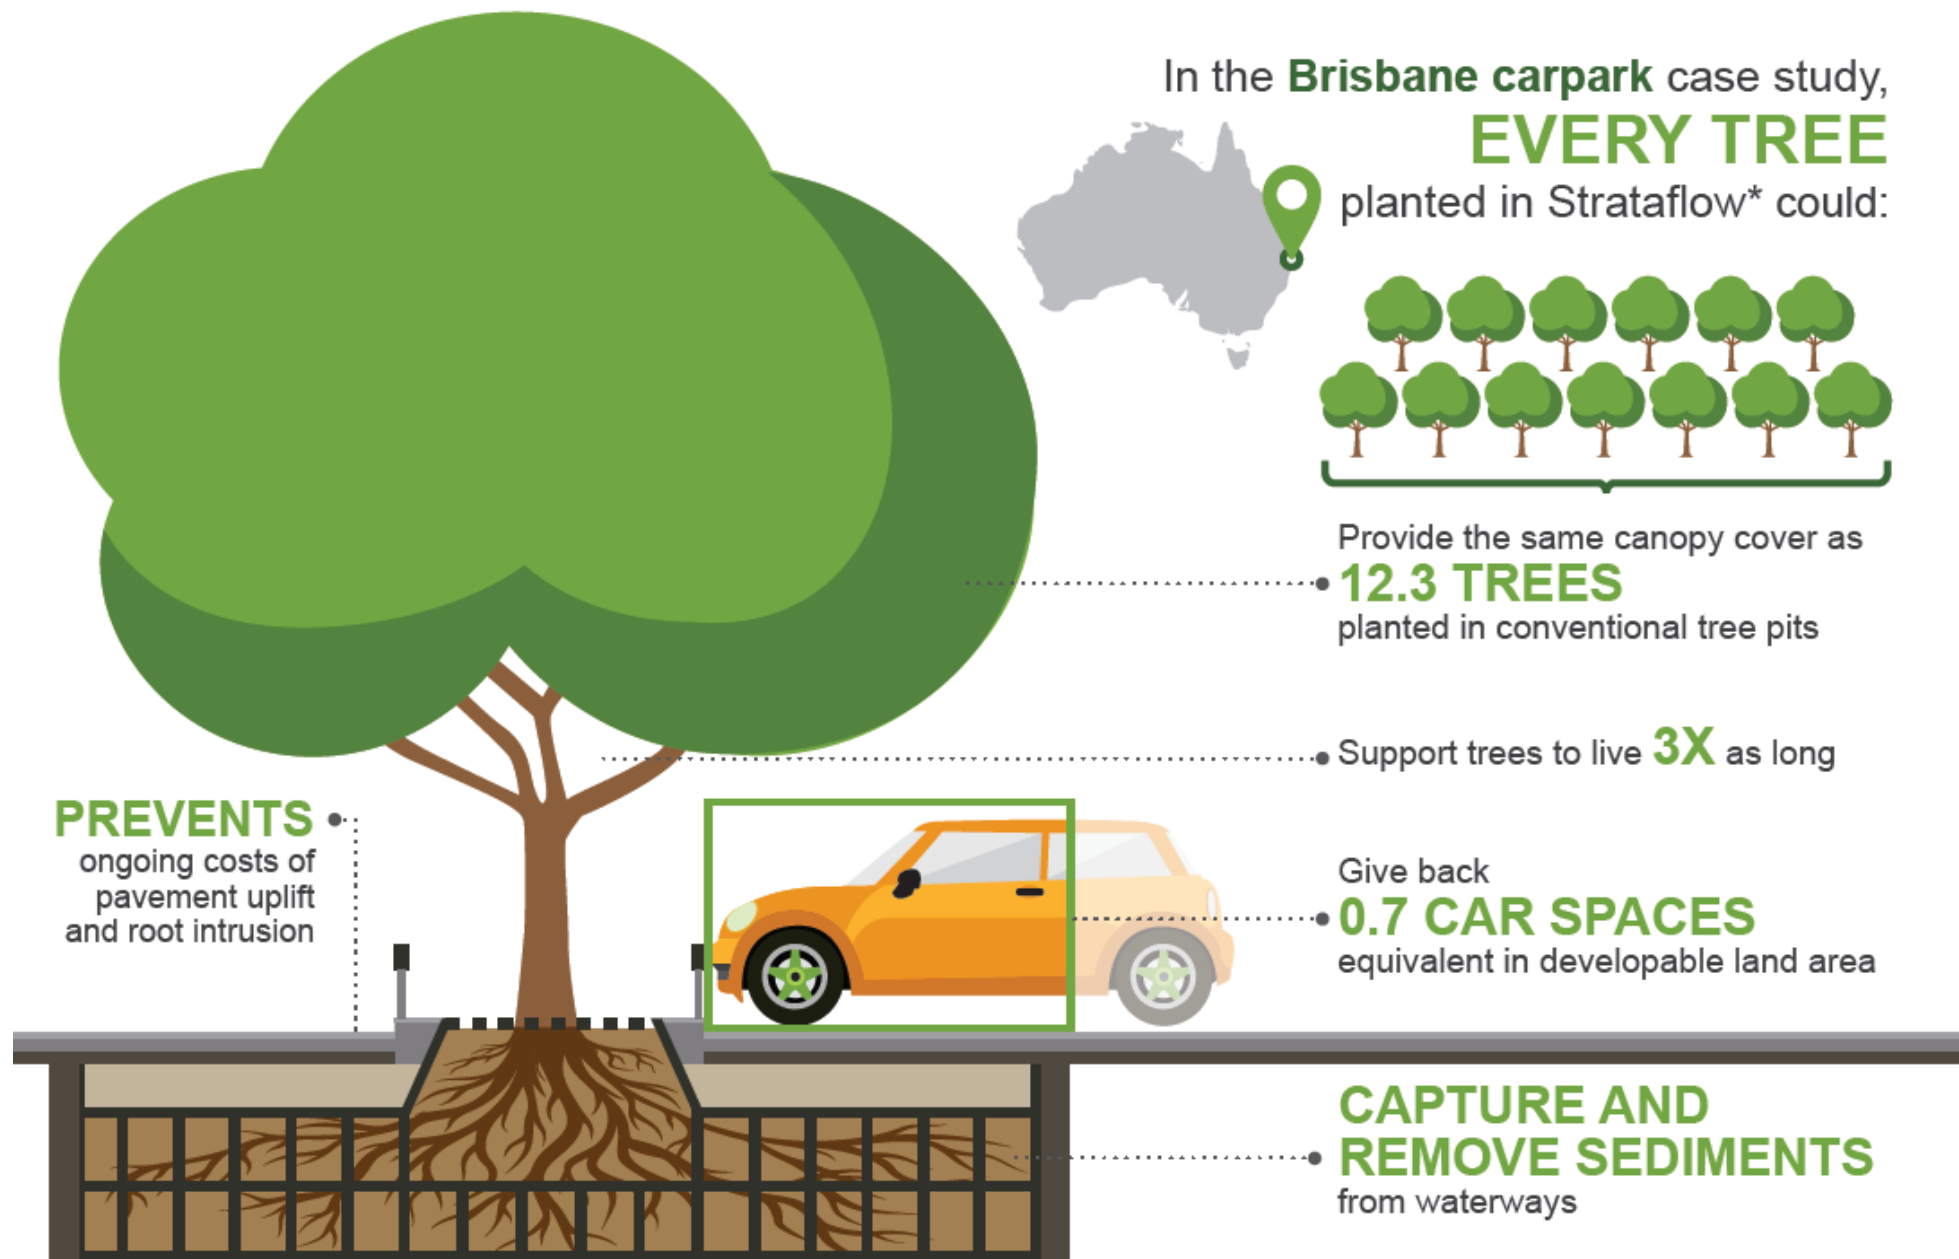 In the Brisbane carpark case study,
EVERY TREE
planted in Strataflow* could:
Provide the same canopy cover as
12.3 TREES
planted in conventional tree pits
Support trees to live 3X as long
PREVENTS
ongoing costs of
pavement uplift
and root intrusion
Give back
0.7 CAR SPACES
equivalent in developable land area
CAPTURE AND
REMOVE SEDIMENTS
from waterways